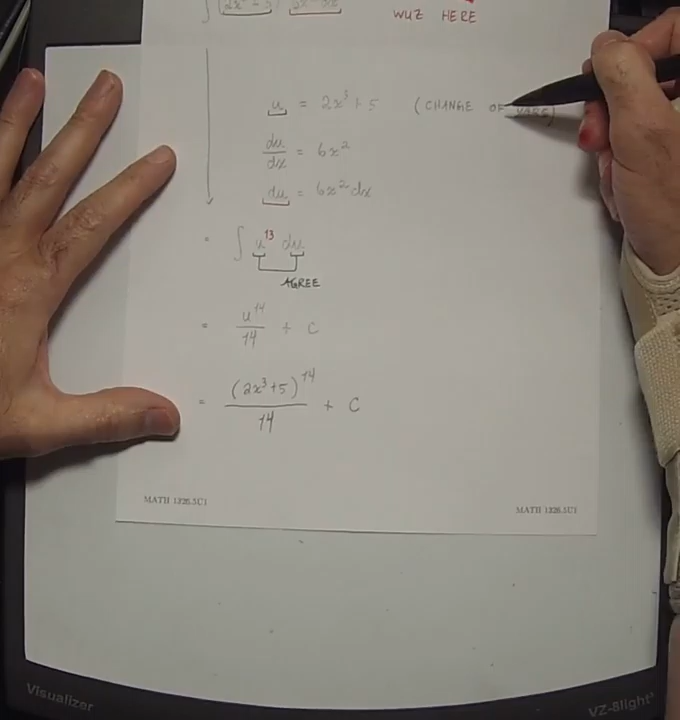 WUZ HERE
u = 2x³ + 5 (CHANGE OF VARS)
du/dx = 6x²
du = 6x² dx
= ∫ u¹³ du
AGREE
= u¹⁴/14 + C
= (2x³+5)¹⁴/14 + C
MATH 1326.5C1 MATH 1326.5C1
Visualizer VZ-8light³